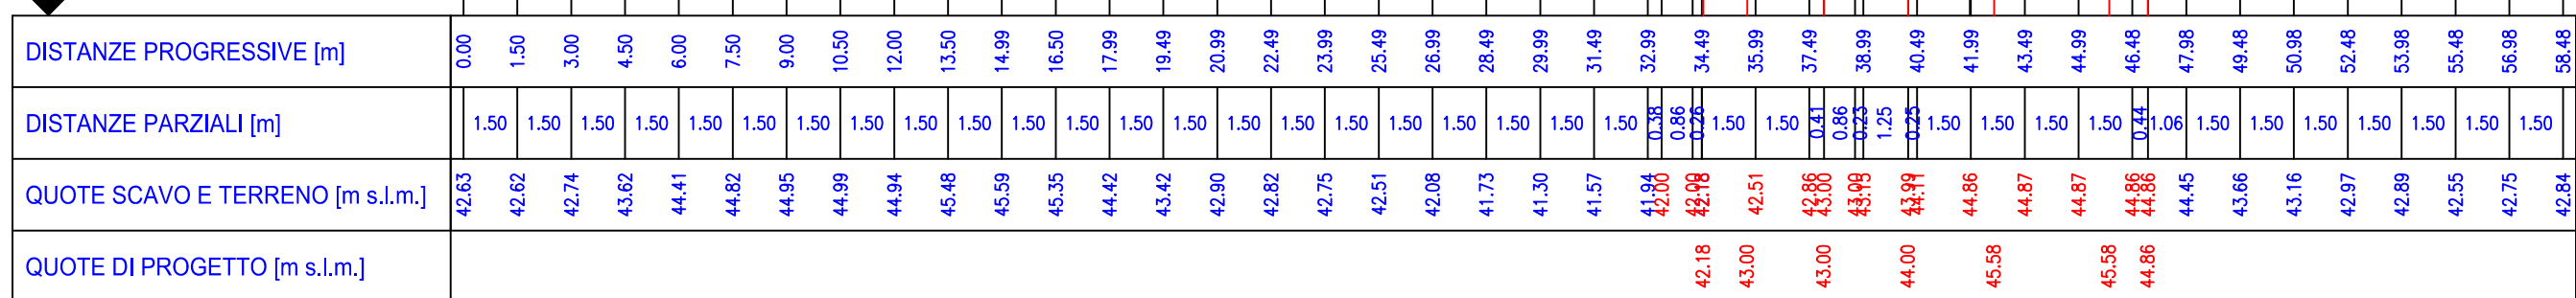 DISTANZE PROGRESSIVE [m] 0.00 1.50 3.00 4.50 6.00 7.50 9.00 10.50 12.00 13.50 14.99 16.50 17.99 19.49 20.99 22.49 23.99 25.49 26.99 28.49 29.99 31.49 32.99 34.49 35.99 37.49 38.99 40.49 41.99 43.49 44.99 46.48 47.98 49.48 50.98 52.48 53.98 55.48 56.98 58.48
DISTANZE PARZIALI [m] 1.50 1.50 1.50 1.50 1.50 1.50 1.50 1.50 1.50 1.50 1.50 1.50 1.50 1.50 1.50 1.50 1.50 1.50 1.50 1.50 1.50 1.50 0.38 0.86 0.26 1.50 1.50 0.41 0.86 0.23 1.25 0.25 1.50 1.50 1.50 1.50 0.44 1.06 1.50 1.50 1.50 1.50 1.50 1.50
QUOTE SCAVO E TERRENO [m s.l.m.] 42.63 42.62 42.74 43.62 44.41 44.82 44.95 44.99 44.94 45.48 45.59 45.35 44.42 43.42 42.90 42.82 42.75 42.51 42.08 41.73 41.30 41.57 41.94 42.00 42.00 42.18 42.51 42.86 43.00 43.00 43.15 43.99 44.11 44.86 44.87 44.87 44.86 44.86 44.45 43.66 43.16 42.97 42.89 42.55 42.75 42.84
QUOTE DI PROGETTO [m s.l.m.] 42.18 43.00 43.00 44.00 45.58 45.58 44.86